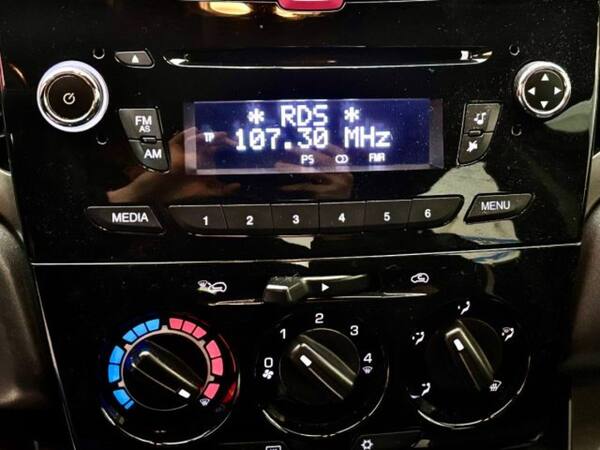 * RDS *
TP 107.30 MHz
PS FMA
FM
AS
AM
MEDIA 1 2 3 4 5 6 MENU
0 1 2 3 4